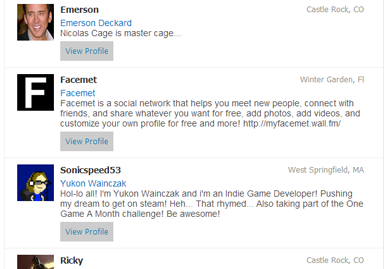 Emerson
Castle Rock, CO
Emerson Deckard
Nicolas Cage is master cage...
View Profile
F
Facemet
Winter Garden, FL
Facemet
Facemet is a social network that helps you meet new people, connect with
friends, and share whatever you want for free, add photos, add videos, and
customize your own profile for free and more! http://myfacemet.wall.fm/
View Profile
Sonicspeed53
West Springfield, MA
Yukon Wainczak
Hol-lo all! I'm Yukon Wainczak and i'm an Indie Game Developer! Pushing
my dream to get on steam! Heh... That rhymed... Also taking part of the One
Game A Month challenge! Be awesome!
View Profile
Ricky
Castle Rock, CO